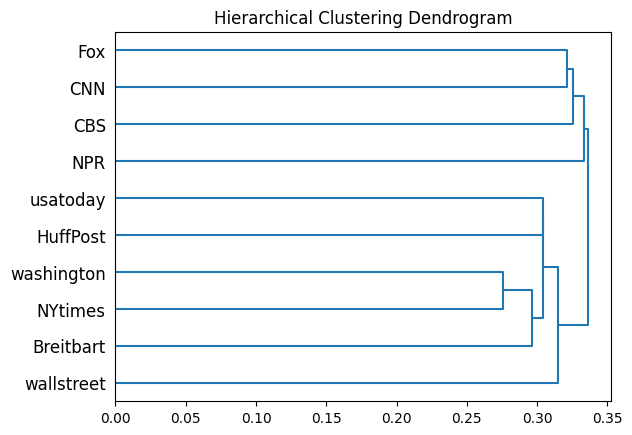 Hierarchical Clustering Dendrogram
Fox
CNN
CBS
NPR
usatoday
HuffPost
washington
NYtimes
Breitbart
wallstreet
0.00 0.05 0.10 0.15 0.20 0.25 0.30 0.35